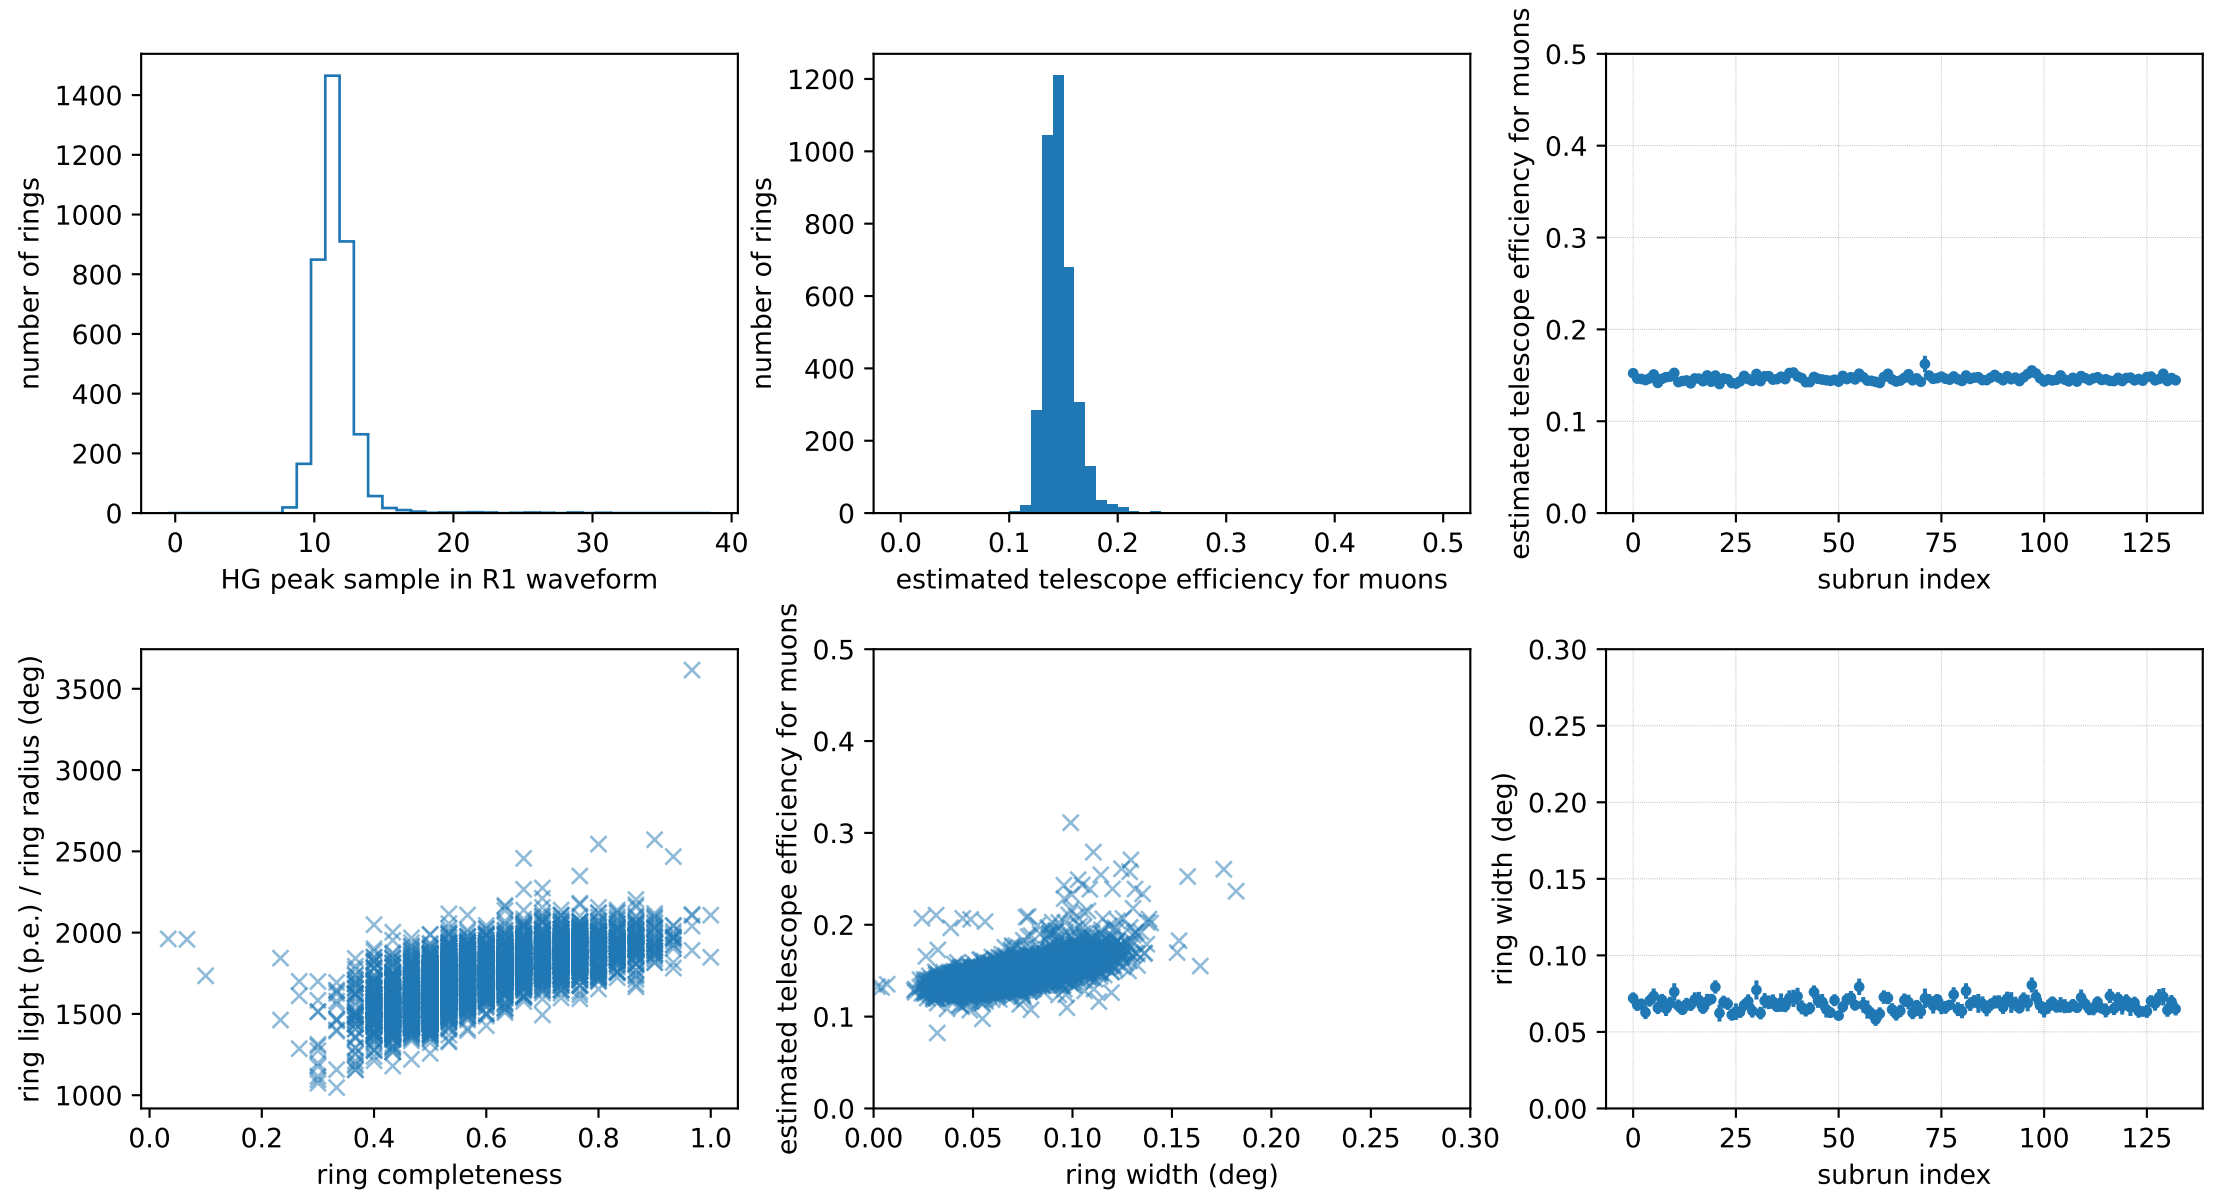 number of rings
1400
1200
1000
800
600
400
200
0
0 10 20 30 40
HG peak sample in R1 waveform
number of rings
1200
1000
800
600
400
200
0
0.0 0.1 0.2 0.3 0.4 0.5
estimated telescope efficiency for muons
estimated telescope efficiency for muons
0.5
0.4
0.3
0.2
0.1
0.0
0 25 50 75 100 125
subrun index
ring light (p.e.) / ring radius (deg)
3500
3000
2500
2000
1500
1000
0.0 0.2 0.4 0.6 0.8 1.0
ring completeness
estimated telescope efficiency for muons
0.5
0.4
0.3
0.2
0.1
0.0
0.00 0.05 0.10 0.15 0.20 0.25 0.30
ring width (deg)
ring width (deg)
0.30
0.25
0.20
0.15
0.10
0.05
0.00
0 25 50 75 100 125
subrun index